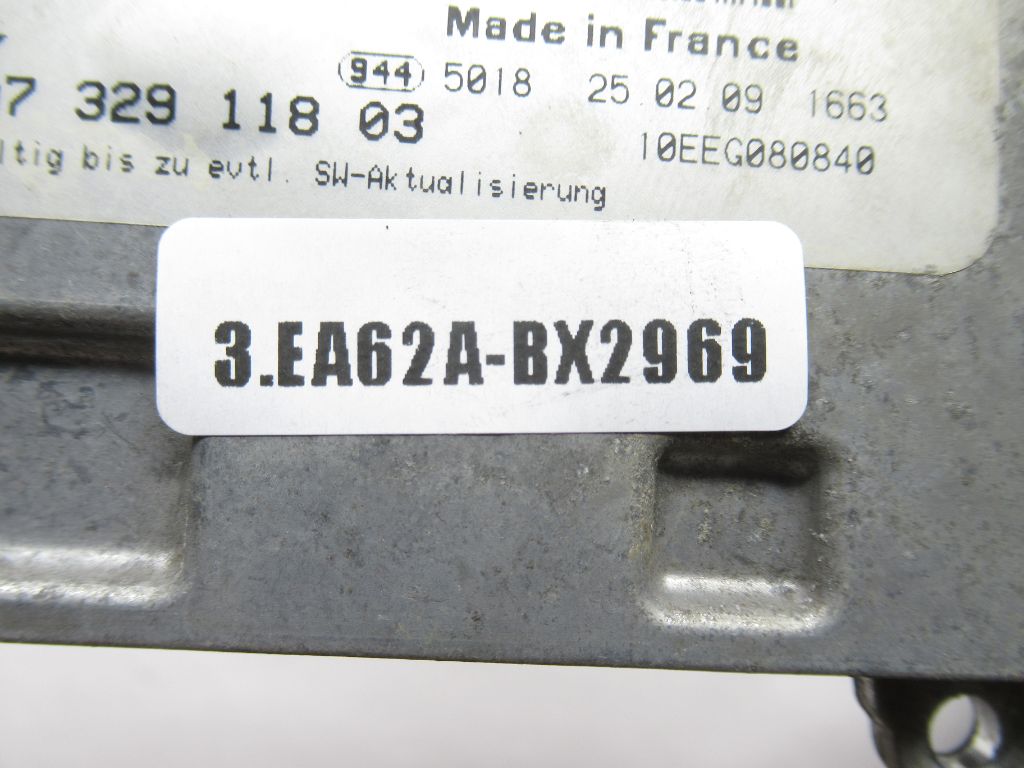 Made in France
944 5018 25.02.09 1663
7 329 118 03
10EEG080840
ltig bis zu evtl. SW-Aktualisierung
3.EA62A-BX2969